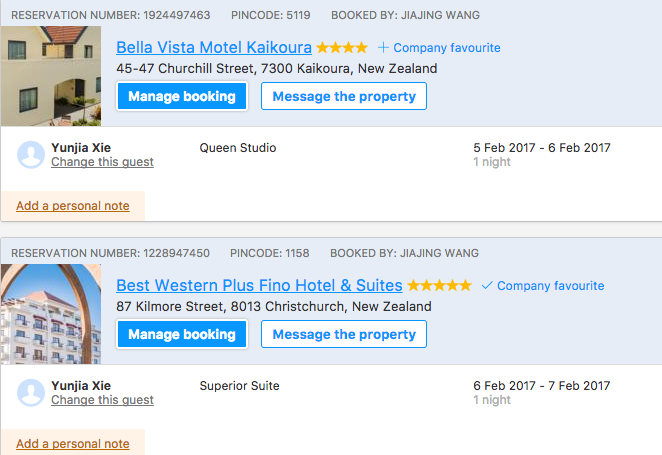 RESERVATION NUMBER: 1924497463 PINCODE: 5119 BOOKED BY: JIAJING WANG
Bella Vista Motel Kaikoura Company favourite
45-47 Churchill Street, 7300 Kaikoura, New Zealand
Manage booking Message the property
Yunjia Xie Queen Studio 5 Feb 2017 - 6 Feb 2017
Change this guest 1 night
Add a personal note
RESERVATION NUMBER: 1228947450 PINCODE: 1158 BOOKED BY: JIAJING WANG
Best Western Plus Fino Hotel & Suites Company favourite
87 Kilmore Street, 8013 Christchurch, New Zealand
Manage booking Message the property
Yunjia Xie Superior Suite 6 Feb 2017 - 7 Feb 2017
Change this guest 1 night
Add a personal note